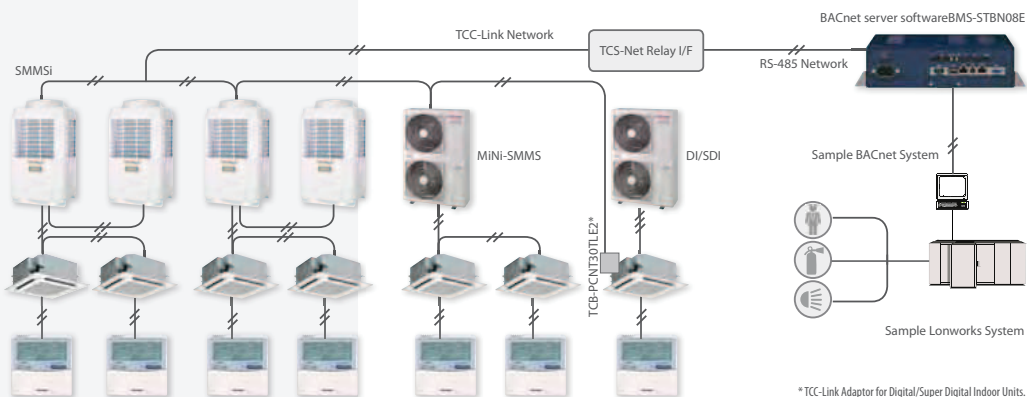 BACnet server softwareBMS-STBN08E
TCC-Link Network
TCS-Net Relay I/F
RS-485 Network
SMMSi
MiNi-SMMS
DI/SDI
Sample BACnet System
TCB-PCNT30TLE2*
Sample Lonworks System
* TCC-Link Adaptor for Digital/Super Digital Indoor Units.